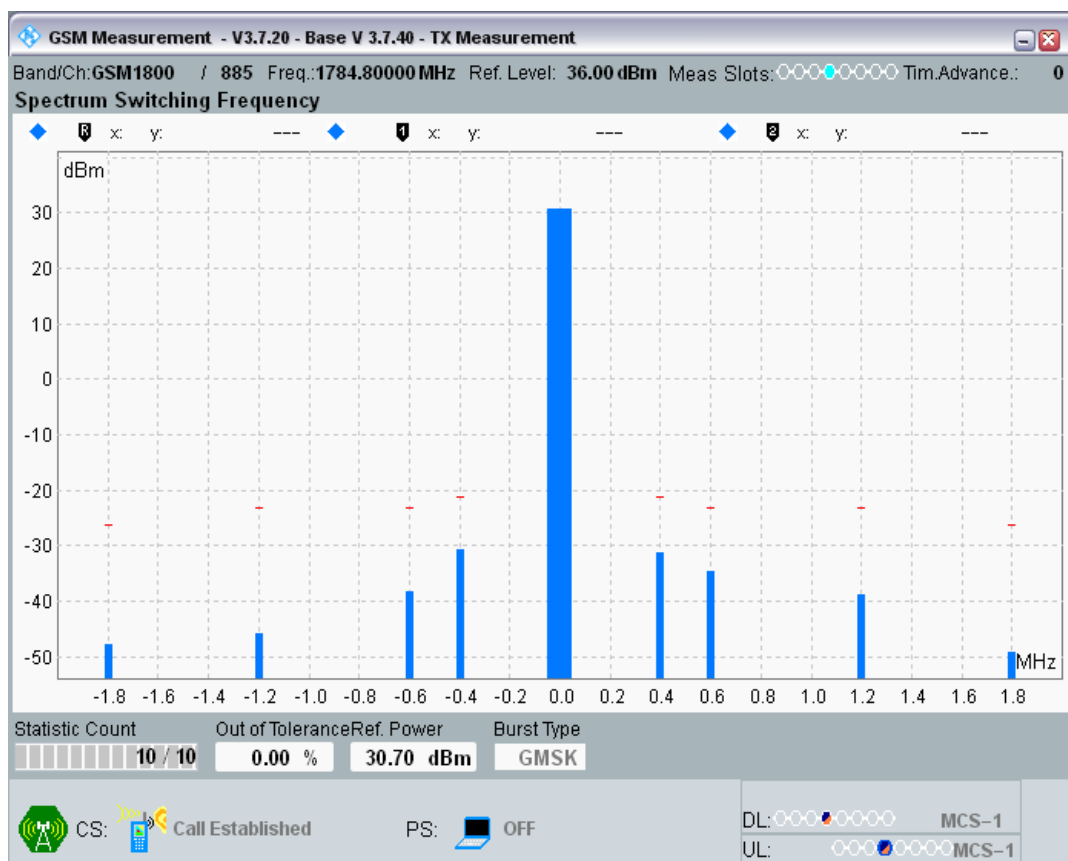 GSM Measurement - V3.7.20 - Base V 3.7.40 - TX Measurement
Band/Ch:GSM1800 / 885 Freq.:1784.80000MHz Ref. Level: 36.00 dBm Meas Slots: Tim.Advance.: 0
Spectrum Switching Frequency
R x: y: --- 1 x: y: --- 2 x: y: ---
dBm
30
20
10
0
-10
-20
-30
-40
-50
MHz
-1.8 -1.6 -1.4 -1.2 -1.0 -0.8 -0.6 -0.4 -0.2 0.0 0.2 0.4 0.6 0.8 1.0 1.2 1.4 1.6 1.8
Statistic Count Out of Tolerance Ref. Power Burst Type
10 / 10 0.00 % 30.70 dBm GMSK
CS: Call Established PS: OFF
DL: MCS-1
UL: MCS-1